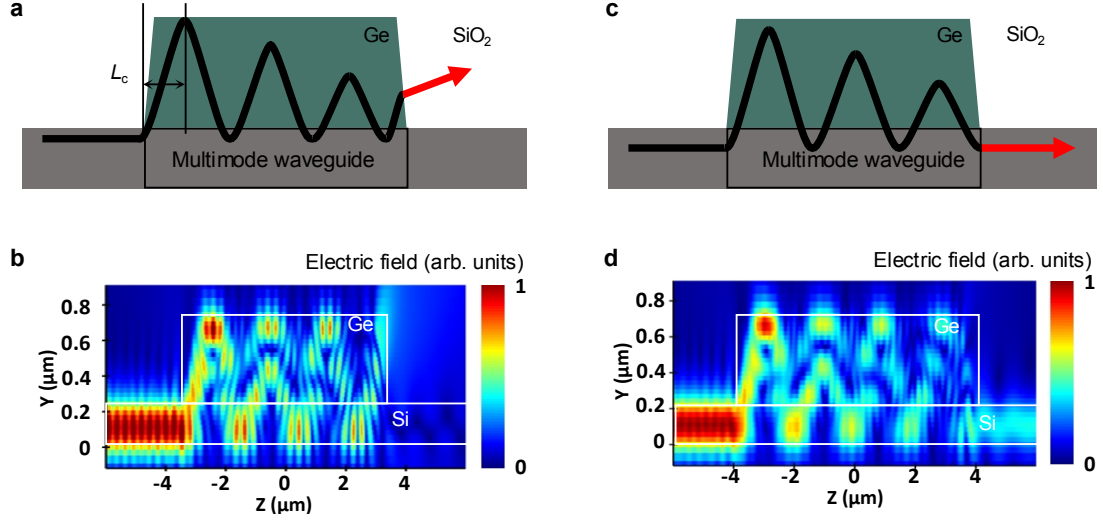 a
Ge
SiO₂
Lc
Multimode waveguide
c
Ge
SiO₂
Multimode waveguide
b
Electric field (arb. units)
1
0
Ge
Si
Y (µm)
0.8
0.6
0.4
0.2
0
-4
-2
0
2
4
Z (µm)
d
Electric field (arb. units)
1
0
Ge
Si
Y (µm)
0.8
0.6
0.4
0.2
0
-4
-2
0
2
4
Z (µm)